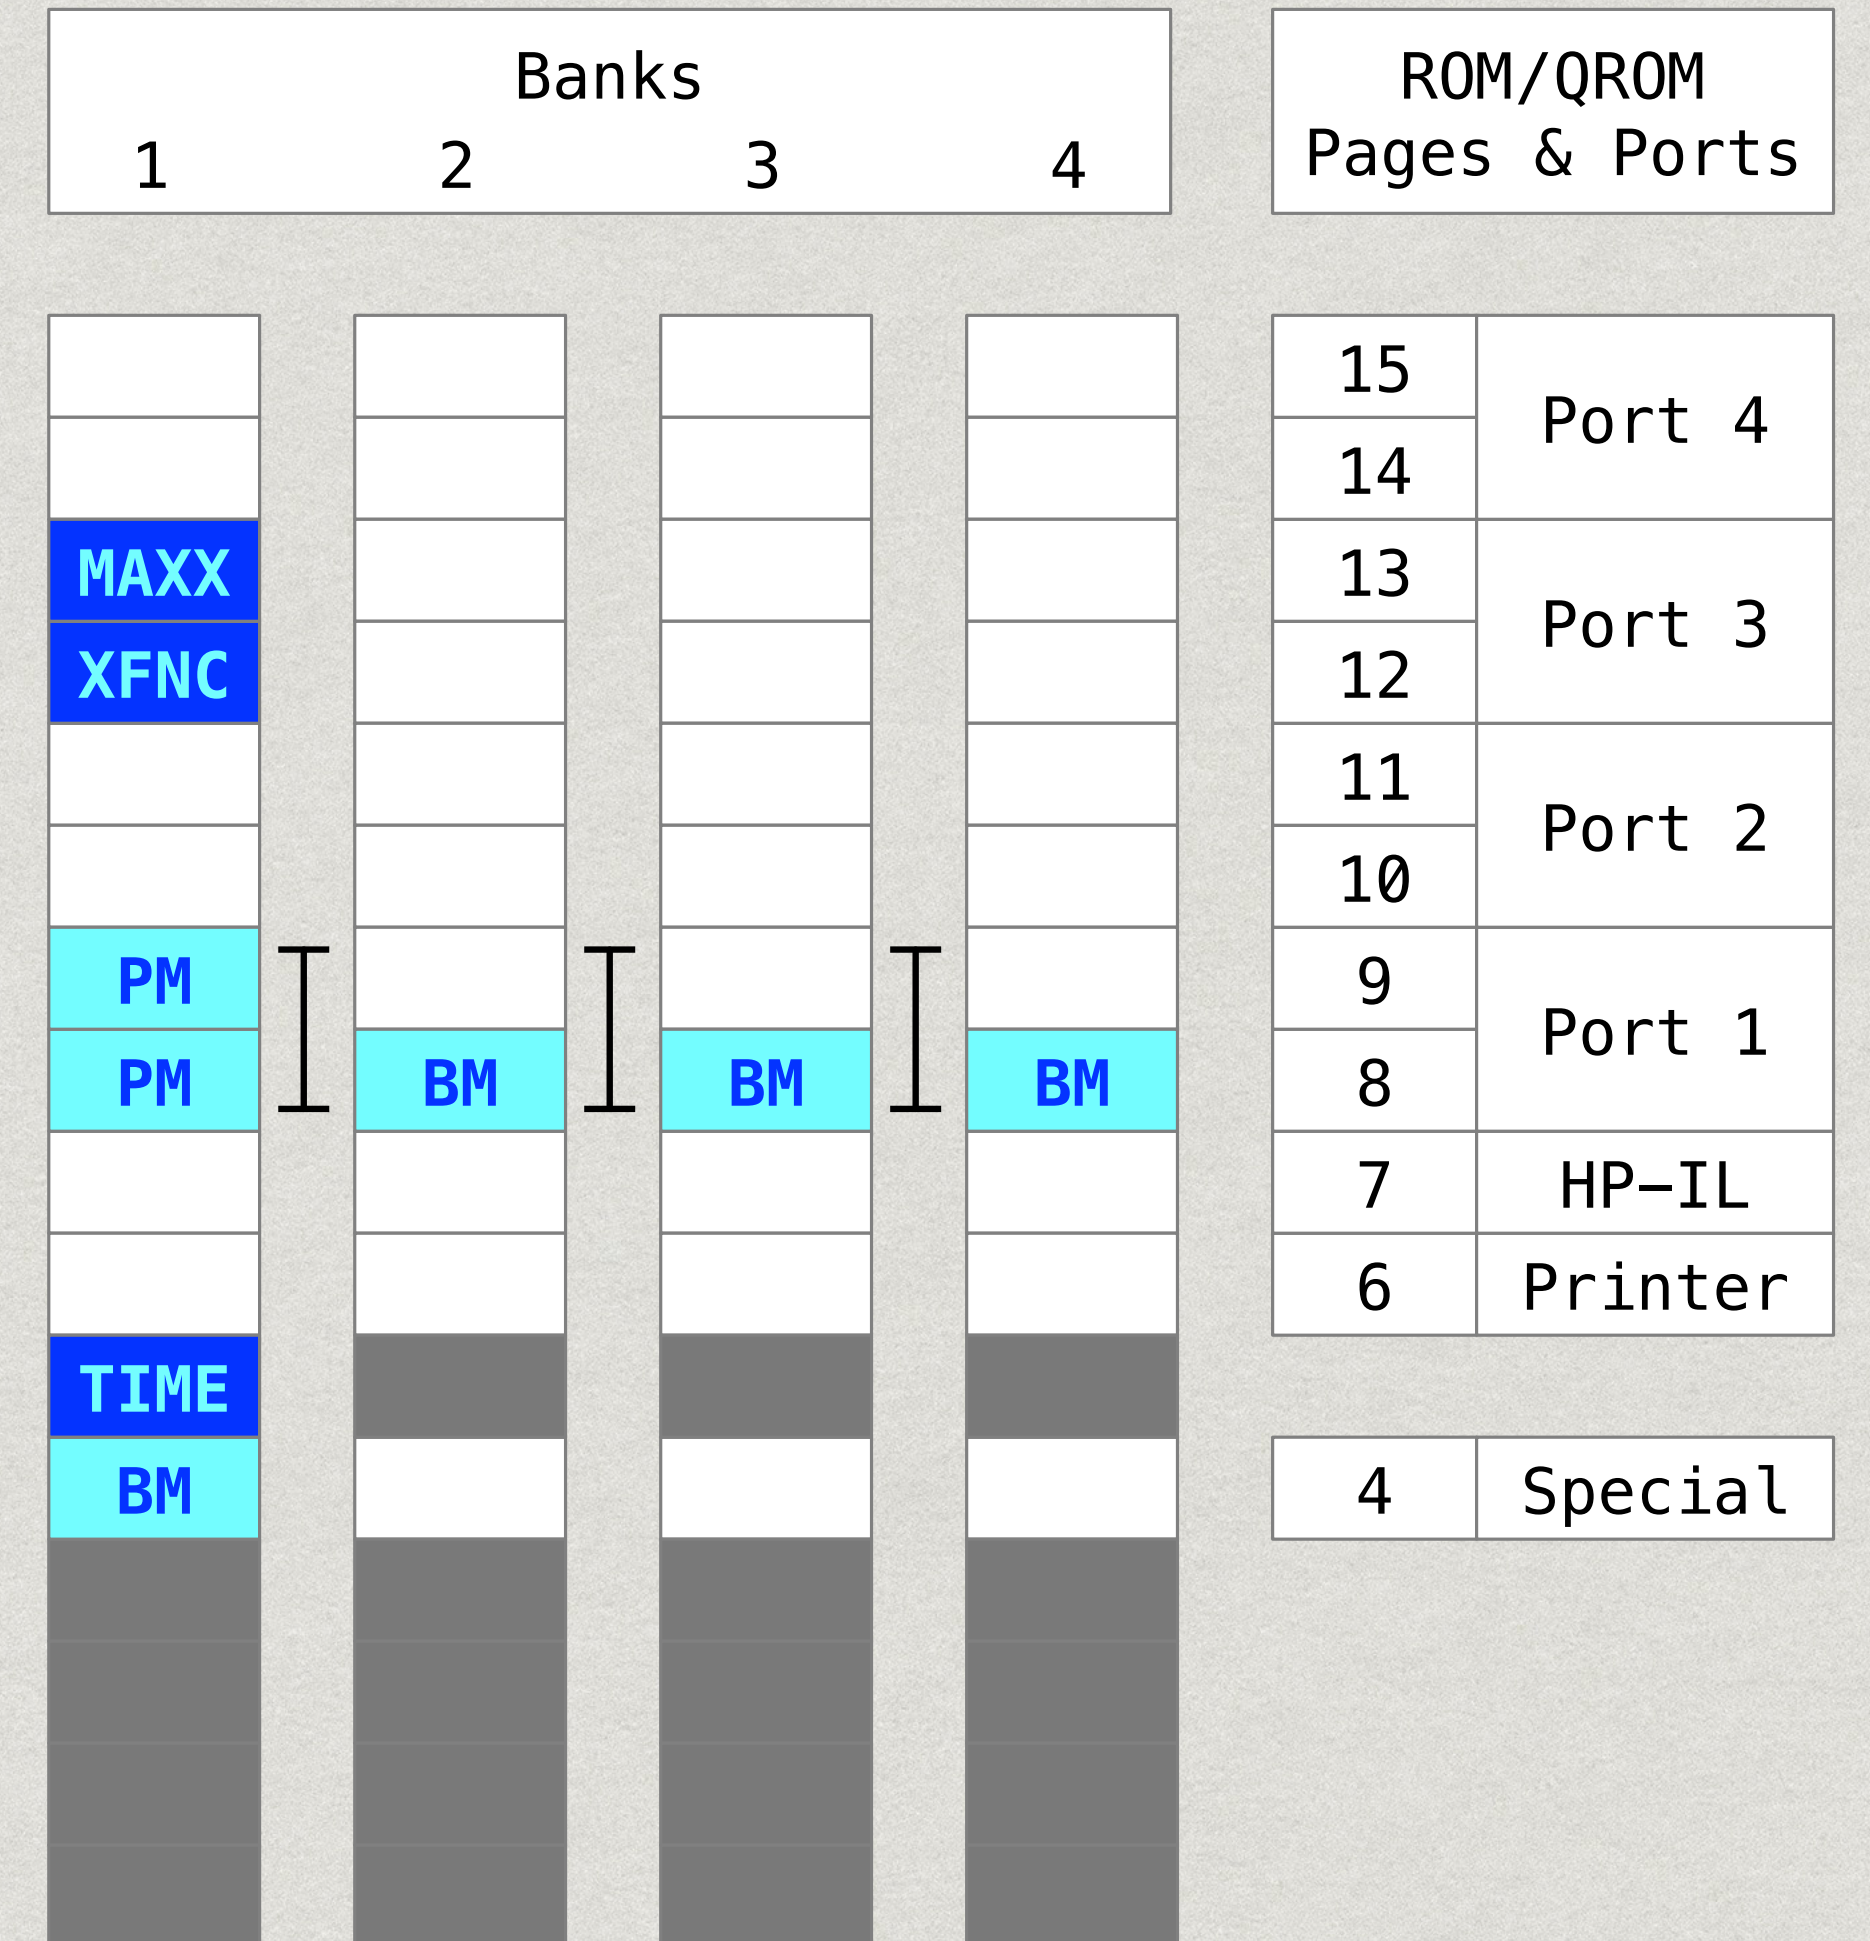 Banks
1 2 3 4
ROM/QROM
Pages & Ports
15
Port 4
14
MAXX 13
Port 3
XFNC 12
11
Port 2
10
PM 9
Port 1
PM BM BM BM 8
7 HP–IL
6 Printer
TIME
BM 4 Special